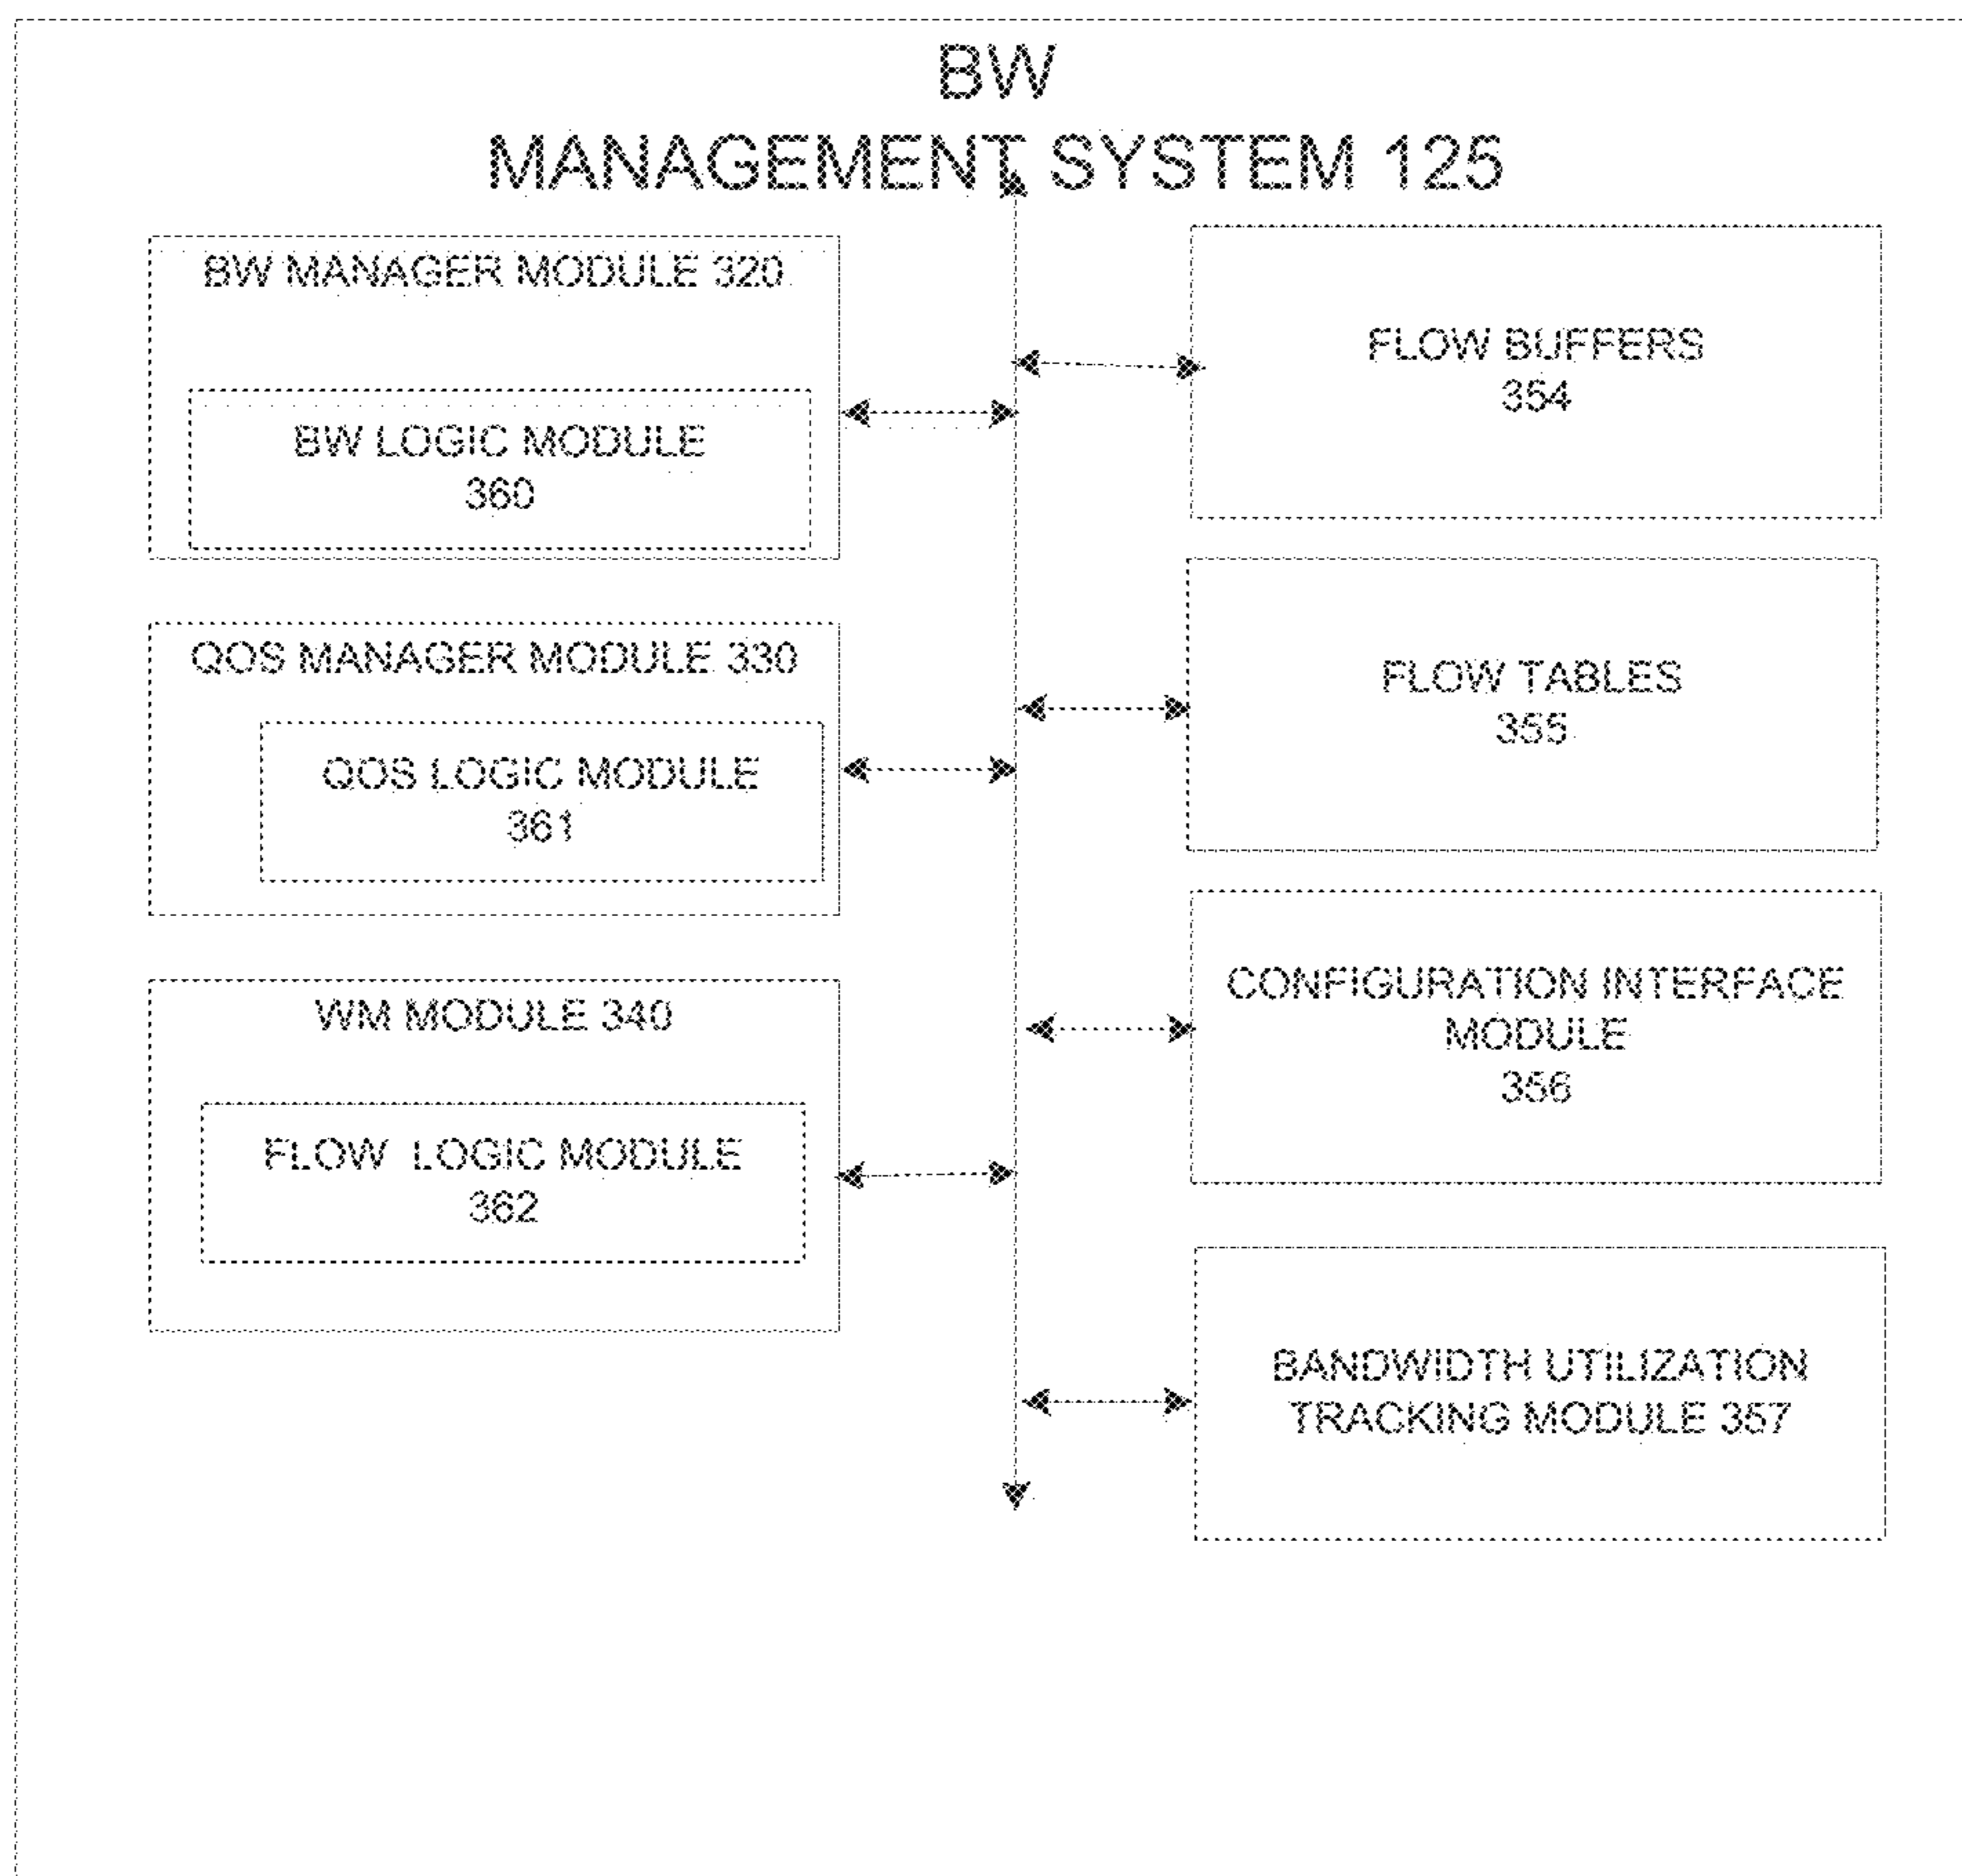 BW
MANAGEMENT SYSTEM 125
BW MANAGER MODULE 320
BW LOGIC MODULE
360
QOS MANAGER MODULE 330
QOS LOGIC MODULE
361
WM MODULE 340
FLOW LOGIC MODULE
362
FLOW BUFFERS
354
FLOW TABLES
355
CONFIGURATION INTERFACE
MODULE
356
BANDWIDTH UTILIZATION
TRACKING MODULE 357